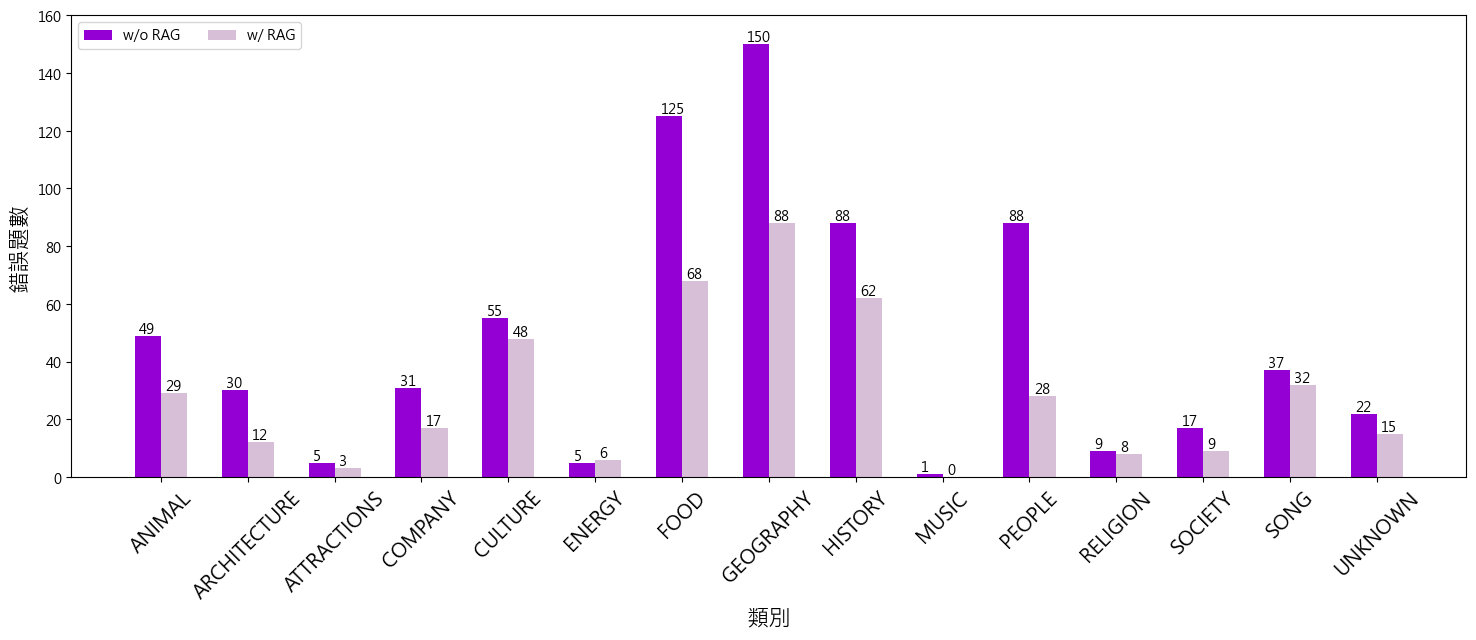 160
140
120
100
80
60
40
20
0
錯誤題數
w/o RAG w/ RAG
49 29
30 12
5 3
31 17
55 48
5 6
125 68
150 88
88 62
1 0
88 28
9 8
17 9
37 32
22 15
ANIMAL
ARCHITECTURE
ATTRACTIONS
COMPANY
CULTURE
ENERGY
FOOD
GEOGRAPHY
HISTORY
MUSIC
PEOPLE
RELIGION
SOCIETY
SONG
UNKNOWN
類別